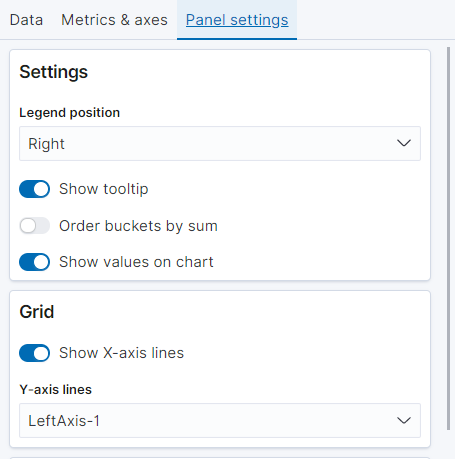 Data Metrics & axes Panel settings
Settings
Legend position
Right
Show tooltip
Order buckets by sum
Show values on chart
Grid
Show X-axis lines
Y-axis lines
LeftAxis-1